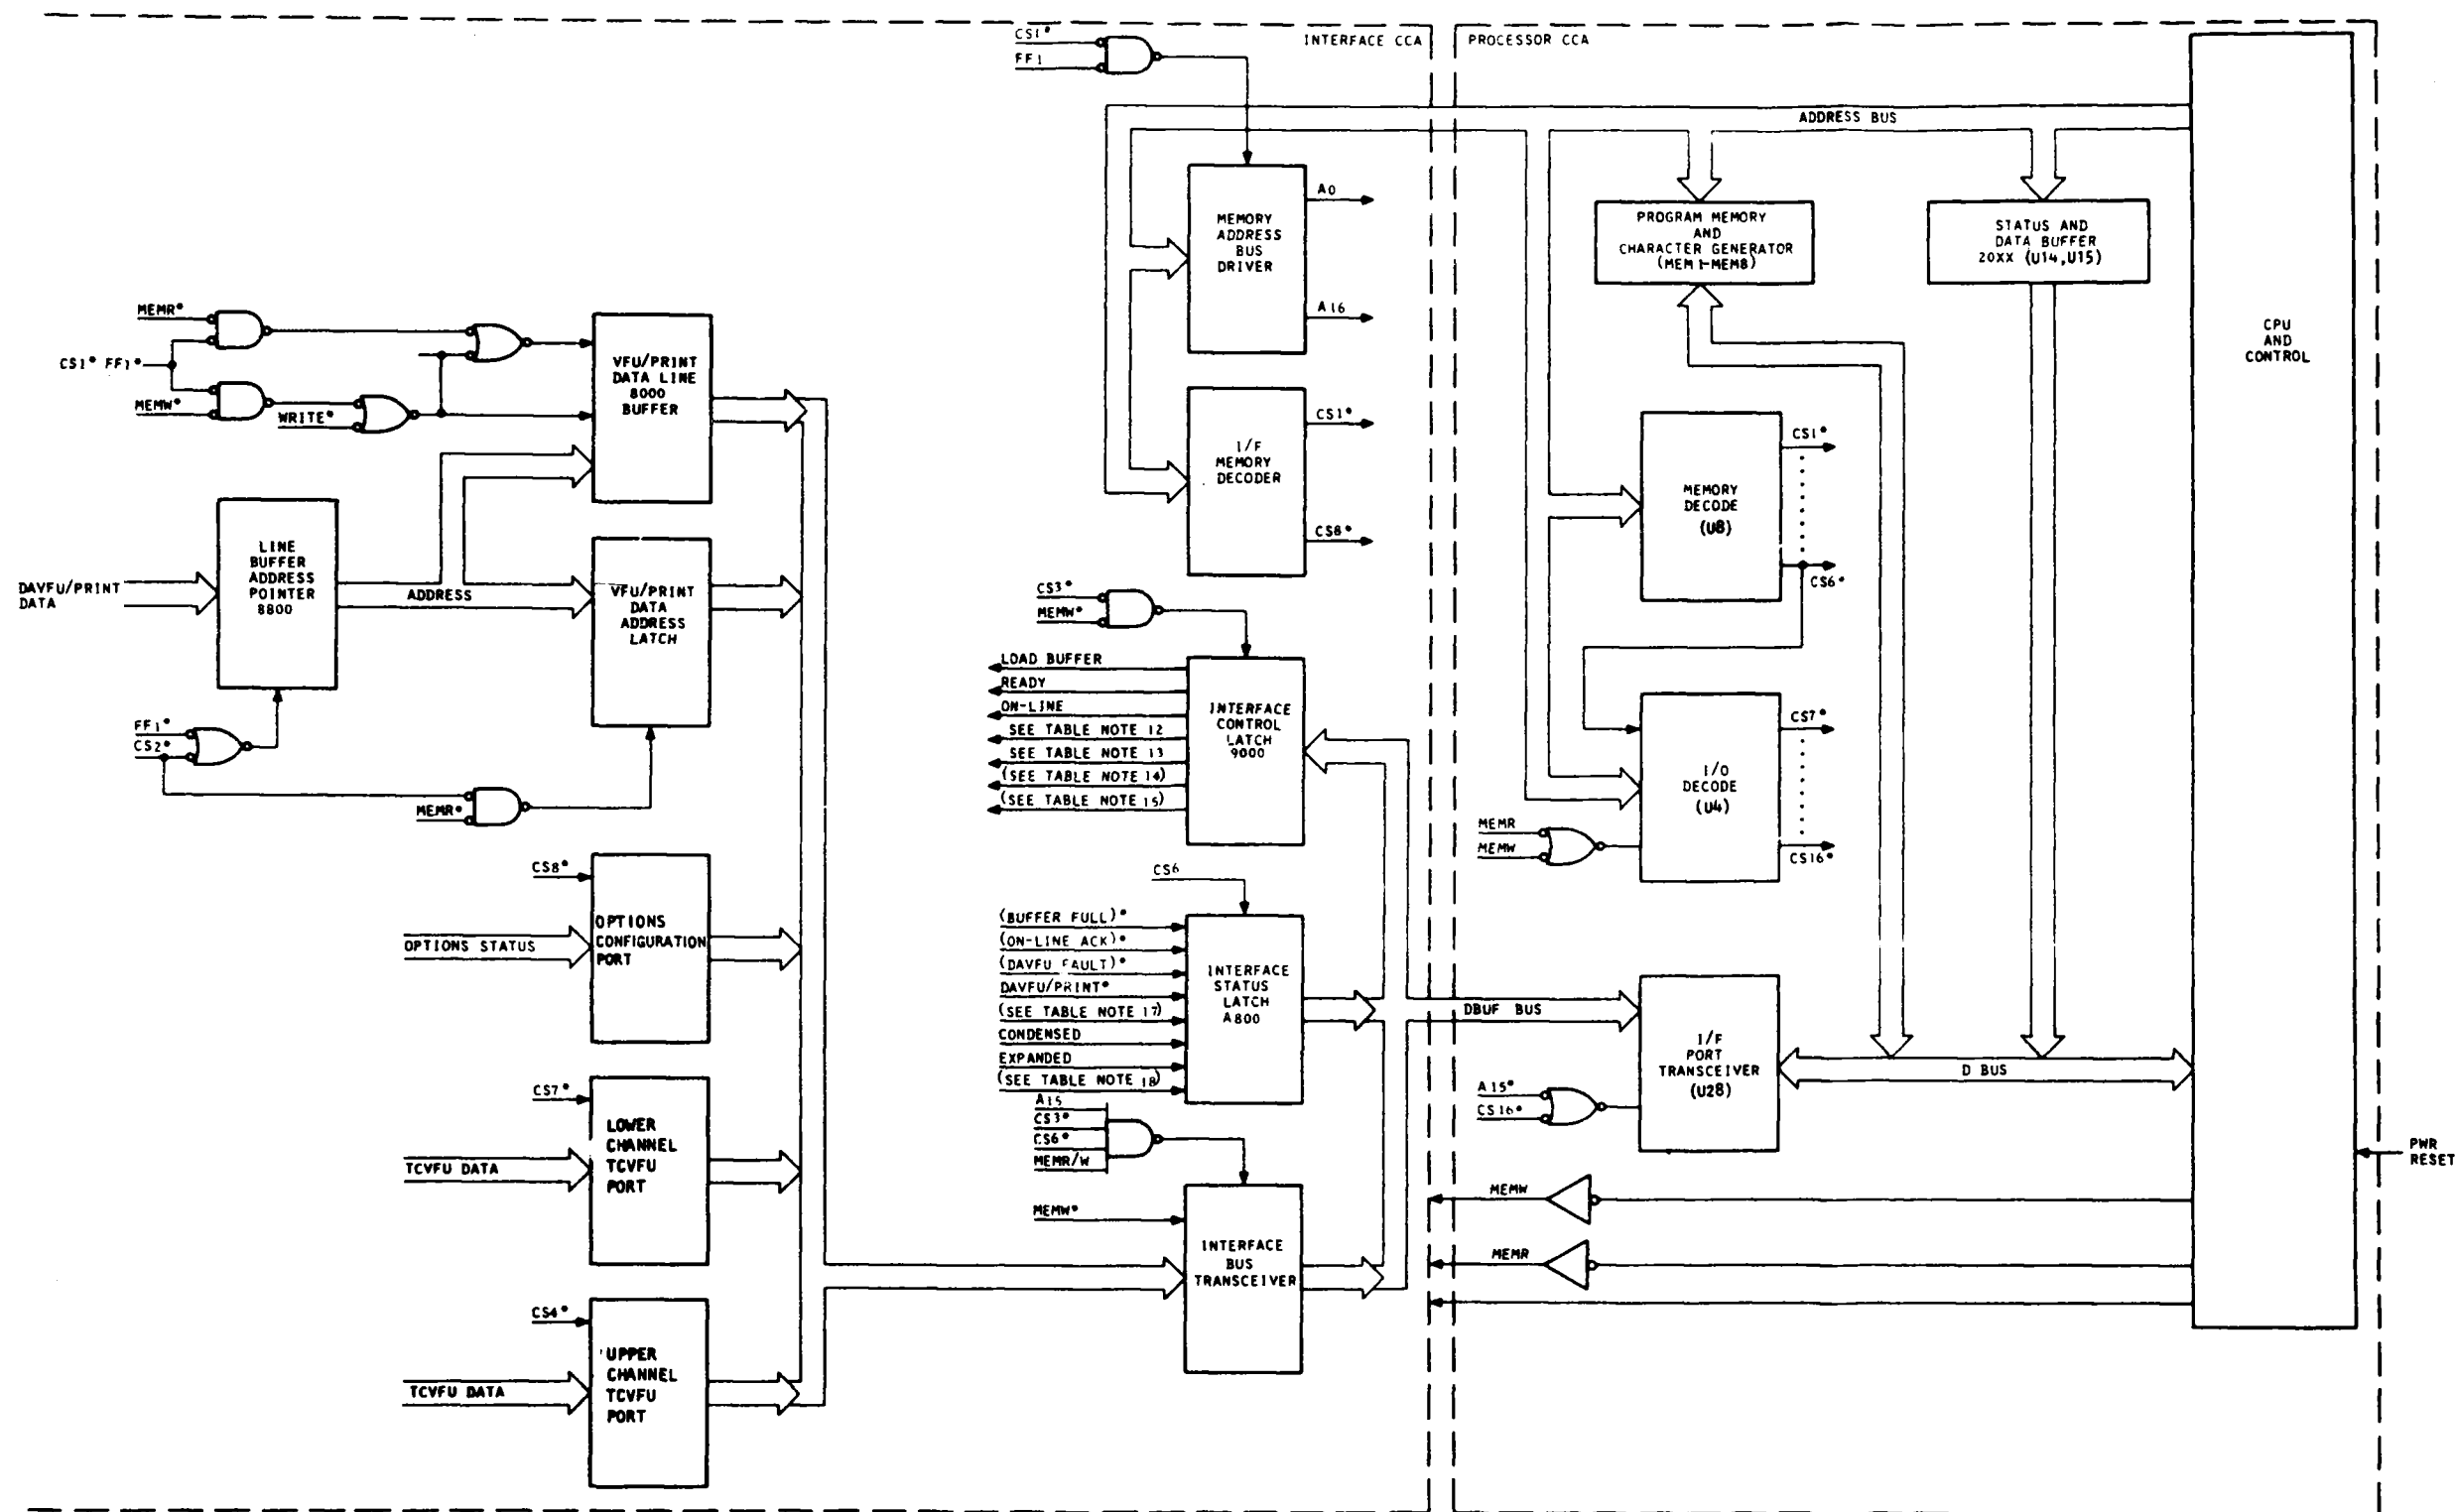 CS1*
FF1
INTERFACE CCA
PROCESSOR CCA
ADDRESS BUS
MEMORY
ADDRESS
BUS
DRIVER
A0
A16
PROGRAM MEMORY
AND
CHARACTER GENERATOR
(MEM1-MEM8)
STATUS AND
DATA BUFFER
20XX (U14,U15)
CPU
AND
CONTROL
MEMR*
CS1* FF1*
MEMW*
WRITE*
VFU/PRINT
DATA LINE
8000
BUFFER
I/F
MEMORY
DECODER
CS1*
CS8*
MEMORY
DECODE
(U8)
CS1*
CS6*
DAVFU/PRINT
DATA
LINE
BUFFER
ADDRESS
POINTER
8800
ADDRESS
VFU/PRINT
DATA
ADDRESS
LATCH
FF1*
CS2*
MEMR*
CS3*
MEMW*
LOAD BUFFER
READY
ON-LINE
SEE TABLE NOTE 12
SEE TABLE NOTE 13
(SEE TABLE NOTE 14)
(SEE TABLE NOTE 15)
INTERFACE
CONTROL
LATCH
9000
I/O
DECODE
(U4)
CS7*
CS16*
MEMR
MEMW
CS8*
OPTIONS STATUS
OPTIONS
CONFIGURATION
PORT
CS6
(BUFFER FULL)*
(ON-LINE ACK)*
(DAVFU FAULT)*
DAVFU/PRINT*
(SEE TABLE NOTE 17)
CONDENSED
EXPANDED
(SEE TABLE NOTE 18)
INTERFACE
STATUS
LATCH
A800
DBUF BUS
I/F
PORT
TRANSCEIVER
(U28)
D BUS
A15*
CS16*
CS7*
TCVFU DATA
LOWER
CHANNEL
TCVFU
PORT
A15
CS3*
CS6*
MEMR/W
MEMW*
INTERFACE
BUS
TRANSCEIVER
MEMW
MEMR
PWR
RESET
CS4*
TCVFU DATA
UPPER
CHANNEL
TCVFU
PORT